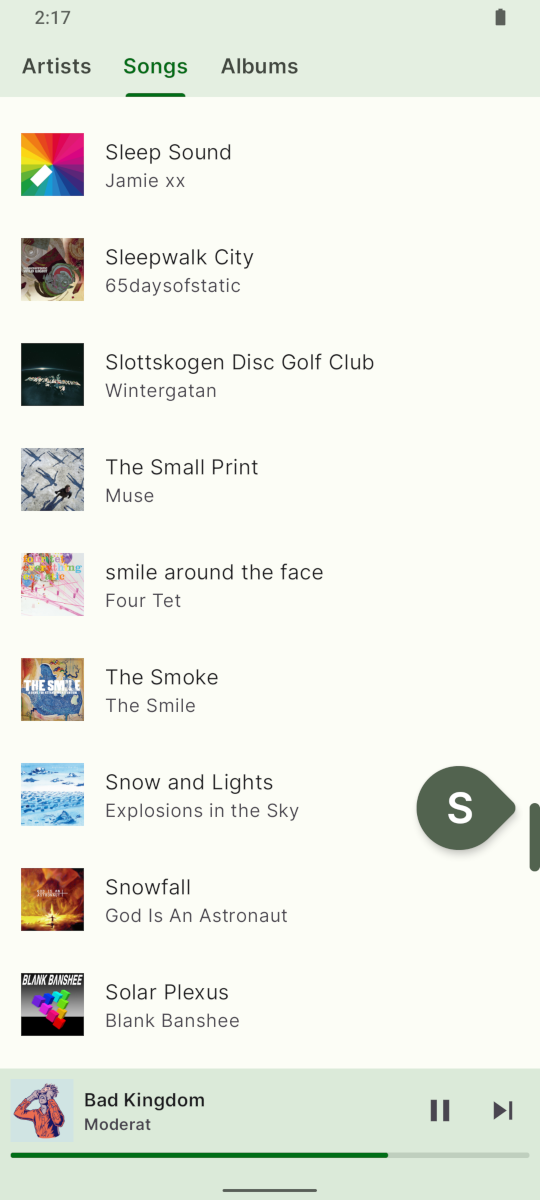 2:17
Artists Songs Albums
Sleep Sound
Jamie xx
Sleepwalk City
65daysofstatic
Slottskogen Disc Golf Club
Wintergatan
The Small Print
Muse
smile around the face
Four Tet
THE SMILE
The Smoke
The Smile
Snow and Lights
Explosions in the Sky
S
Snowfall
God Is An Astronaut
BLANK BANSHEE
Solar Plexus
Blank Banshee
Bad Kingdom
Moderat